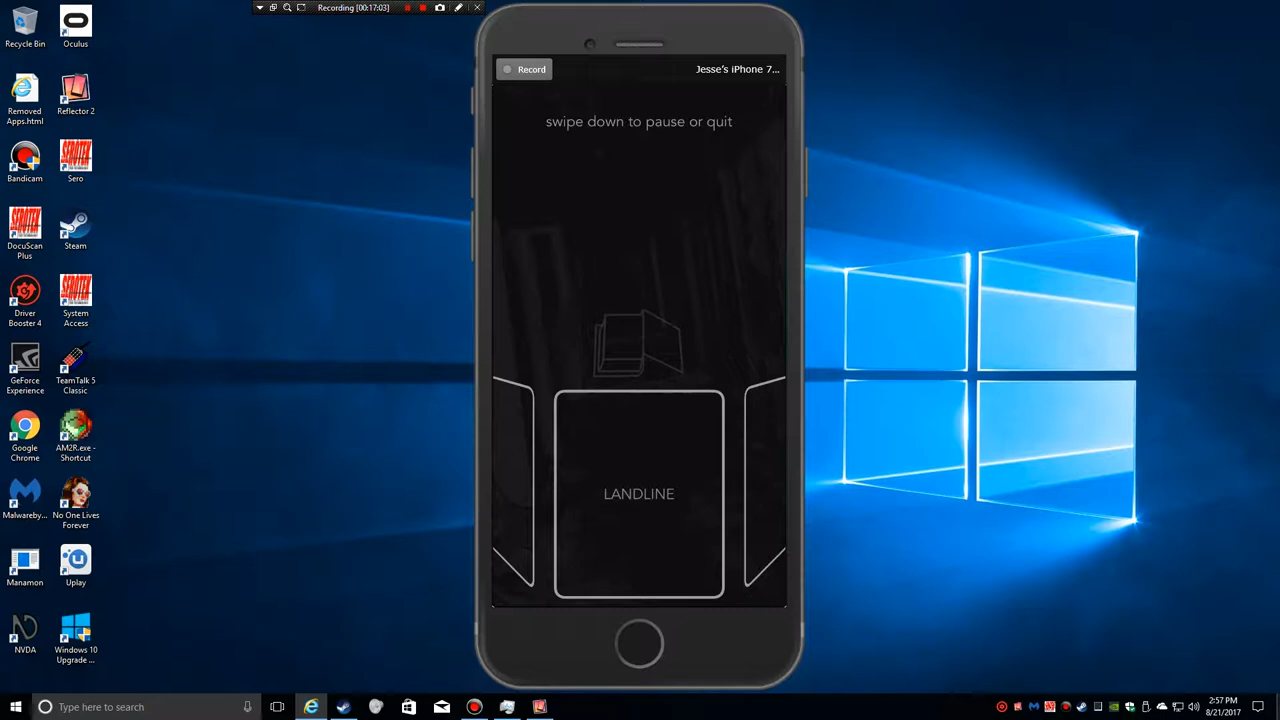 Recording [00:17:03]
Recycle Bin
Oculus
Removed
Apps.html
Reflector 2
Bandicam
SEROTEK
Sero
SEROTEK
DocuScan
Plus
Steam
Driver
Booster 4
SEROTEK
System
Access
GeForce
Experience
TeamTalk 5
Classic
Google
Chrome
AM2R.exe -
Shortcut
Malwareby...
No One Lives
Forever
Manamon
Uplay
NVDA
Windows 10
Upgrade ...
Record
Jesse's iPhone 7...
swipe down to pause or quit
LANDLINE
Type here to search
2:57 PM
8/21/2017